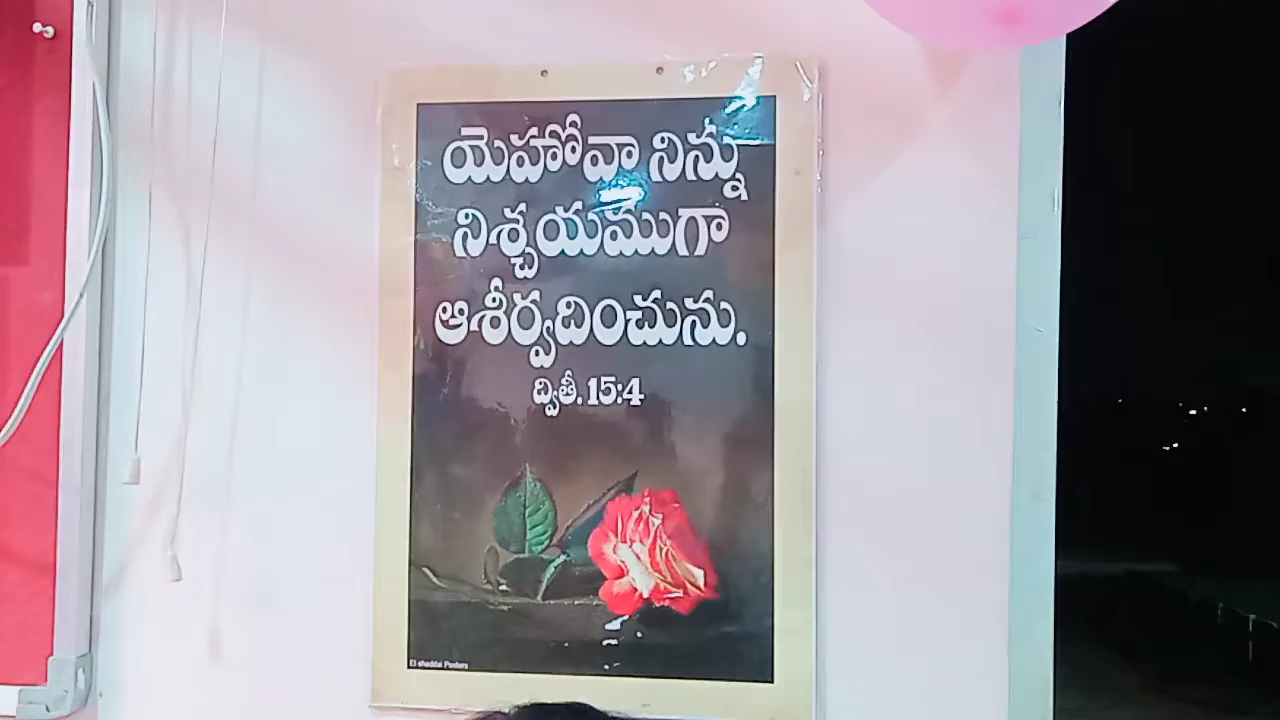 యెహోవా నిన్ను
నిశ్చయముగా
ఆశీర్వదించును.
ద్వితీ. 15:4
El shaddai Posters